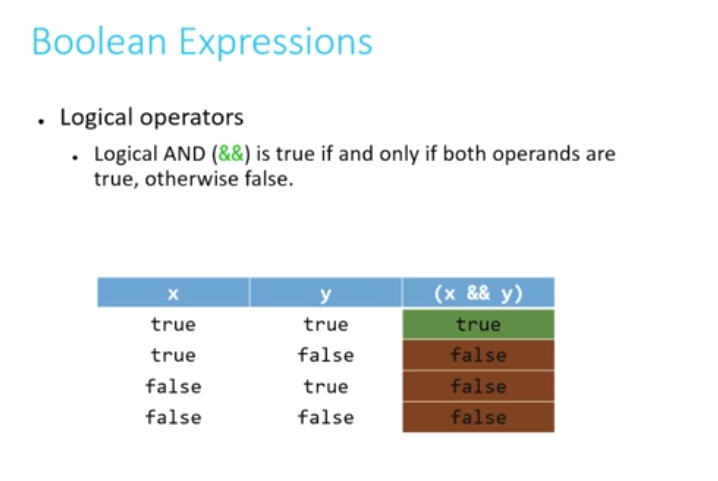 Boolean Expressions
• Logical operators
• Logical AND (&&) is true if and only if both operands are
true, otherwise false.
x y (x && y)
true true true
true false false
false true false
false false false